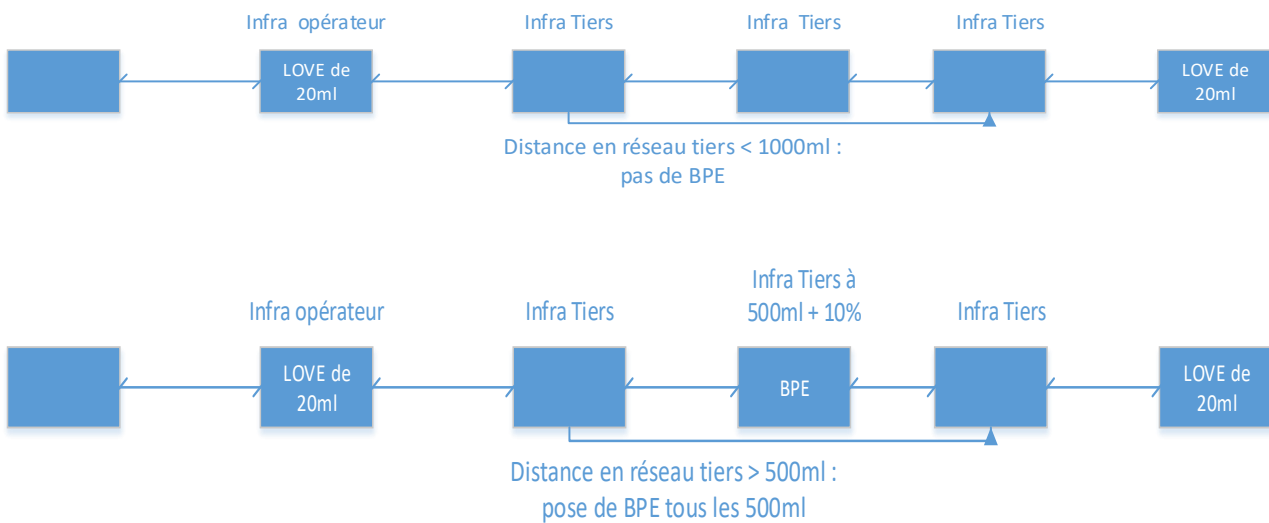 Infra opérateur
Infra Tiers
Infra Tiers
Infra Tiers
LOVE de
20ml
LOVE de
20ml
Distance en réseau tiers < 1000ml :
pas de BPE
Infra opérateur
Infra Tiers
Infra Tiers à
500ml + 10%
Infra Tiers
LOVE de
20ml
BPE
LOVE de
20ml
Distance en réseau tiers > 500ml :
pose de BPE tous les 500ml